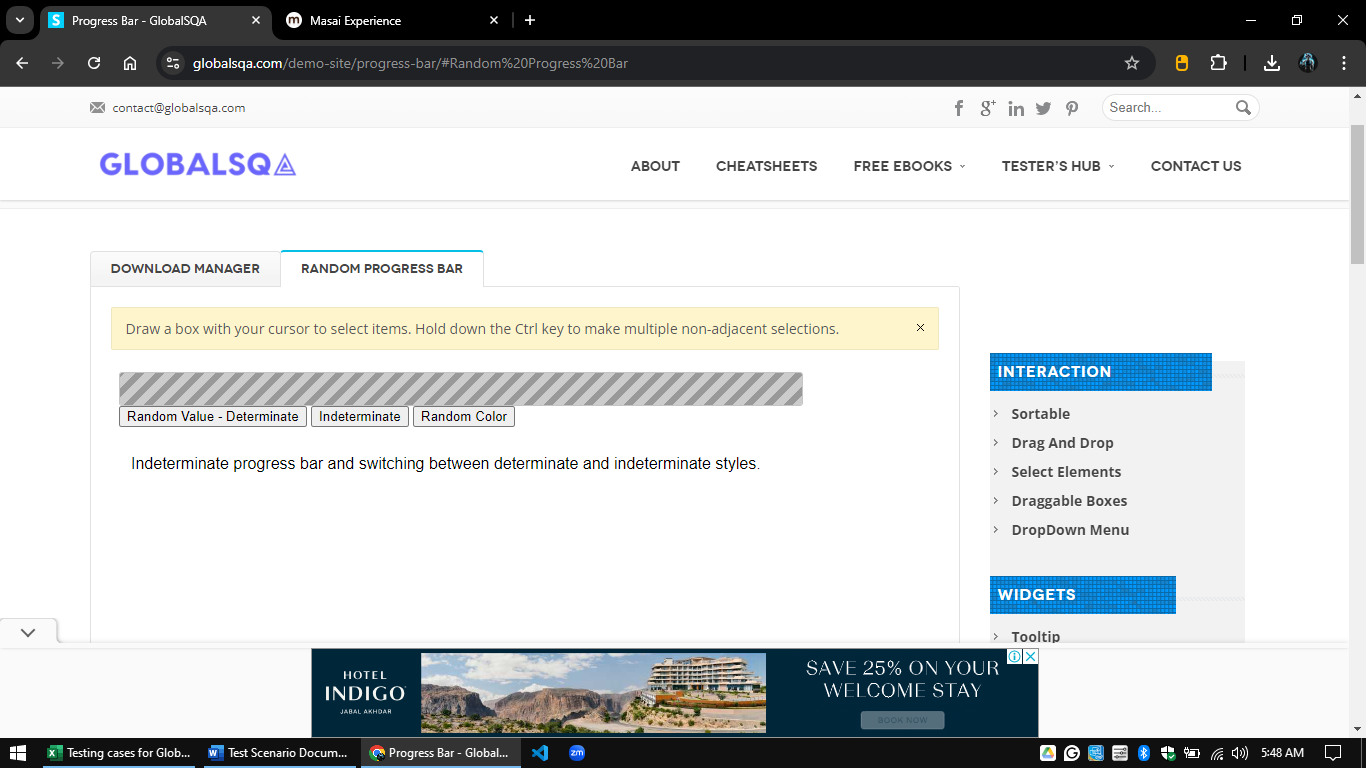 Progress Bar - GlobalSQA
Masai Experience
globalsqa.com/demo-site/progress-bar/#Random%20Progress%20Bar
contact@globalsqa.com
Search...
GLOBALSQA
ABOUT
CHEATSHEETS
FREE EBOOKS
TESTER'S HUB
CONTACT US
DOWNLOAD MANAGER
RANDOM PROGRESS BAR
Draw a box with your cursor to select items. Hold down the Ctrl key to make multiple non-adjacent selections.
Random Value - Determinate
Indeterminate
Random Color
Indeterminate progress bar and switching between determinate and indeterminate styles.
INTERACTION
Sortable
Drag And Drop
Select Elements
Draggable Boxes
DropDown Menu
WIDGETS
Tooltip
HOTEL
INDIGO
JABAL AKHDAR
SAVE 25% ON YOUR
WELCOME STAY
BOOK NOW
Testing cases for Glob...
Test Scenario Docum...
Progress Bar - Global...
zm
5:48 AM